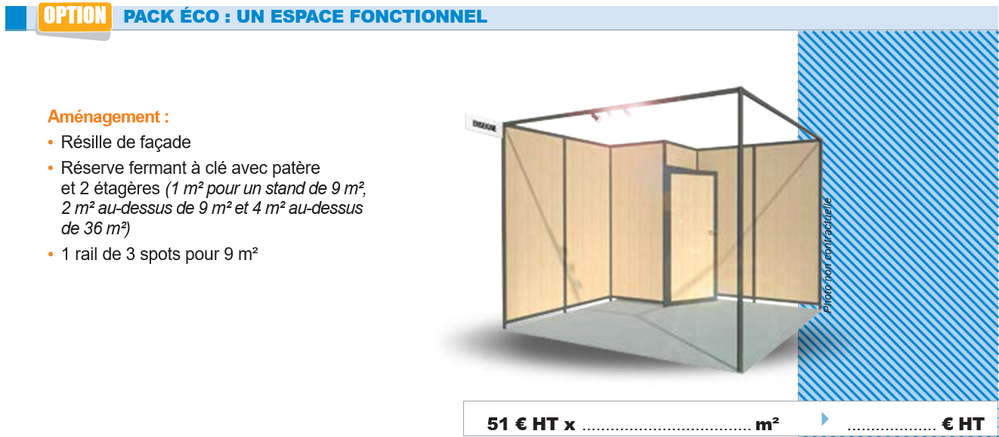 OPTION PACK ÉCO : UN ESPACE FONCTIONNEL
Aménagement :
• Résille de façade
• Réserve fermant à clé avec patère
et 2 étagères (1 m² pour un stand de 9 m²,
2 m² au-dessus de 9 m² et 4 m² au-dessus
de 36 m²)
• 1 rail de 3 spots pour 9 m²
ENSEIGNE
Photo non contractuelle
51 € HT x .................................... m² ................... € HT